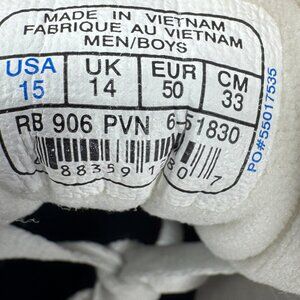 MADE IN VIETNAM
FABRIQUE AU VIETNAM
MEN/BOYS
USA UK EUR CM
15 14 50 33
RB 906 PVN 6-51830
PO#55017535